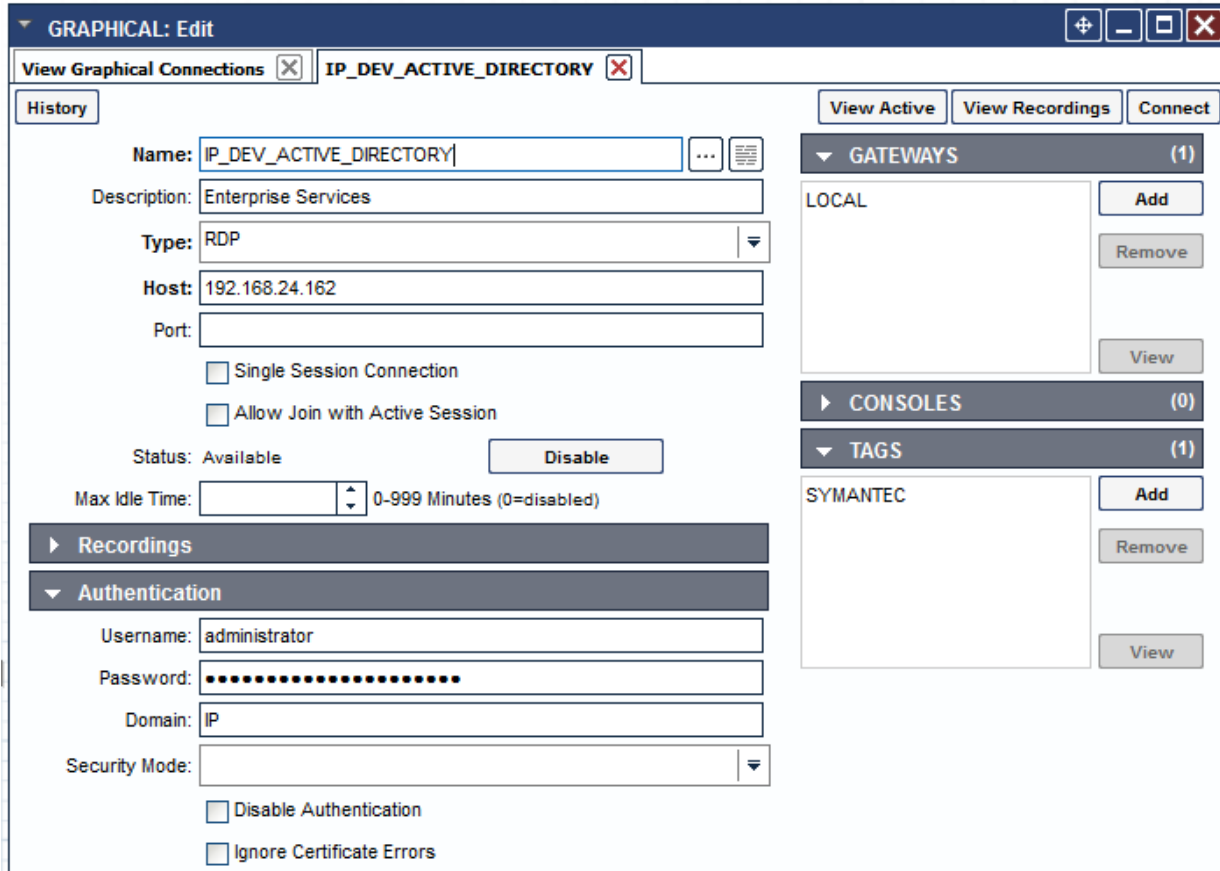 GRAPHICAL: Edit
View Graphical Connections
IP_DEV_ACTIVE_DIRECTORY
History
View Active
View Recordings
Connect
Name: IP_DEV_ACTIVE_DIRECTORY ...
Description: Enterprise Services
Type: RDP
Host: 192.168.24.162
Port:
Single Session Connection
Allow Join with Active Session
Status: Available Disable
Max Idle Time: 0-999 Minutes (0=disabled)
Recordings
Authentication
Username: administrator
Password: •••••••••••••••••••••
Domain: IP
Security Mode:
Disable Authentication
Ignore Certificate Errors
GATEWAYS (1)
LOCAL
Add
Remove
View
CONSOLES (0)
TAGS (1)
SYMANTEC
Add
Remove
View